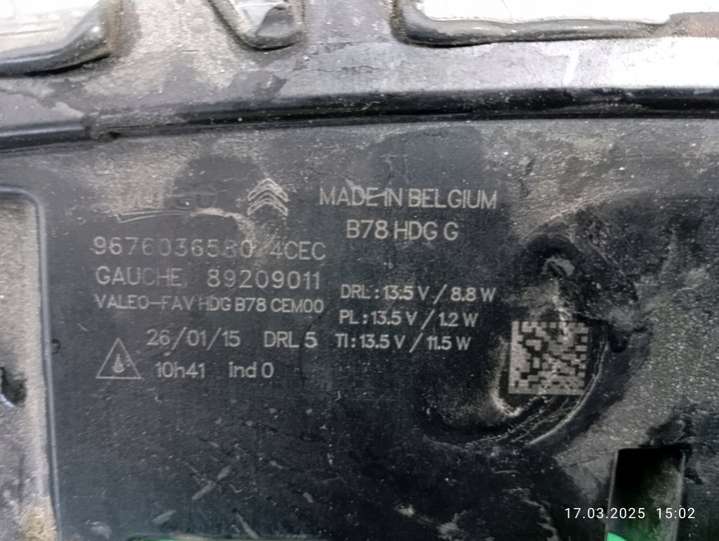 MADE IN BELGIUM
B78 HDG G
9676036580 4CEC
GAUCHE 89209011
VALEO-FAV HDG B78 CEM00
26/01/15 DRL 5
10h41 ind 0
DRL : 13.5 V / 8.8 W
PL : 13.5 V / 1.2 W
TI : 13.5 V / 11.5 W
17.03.2025 15:02